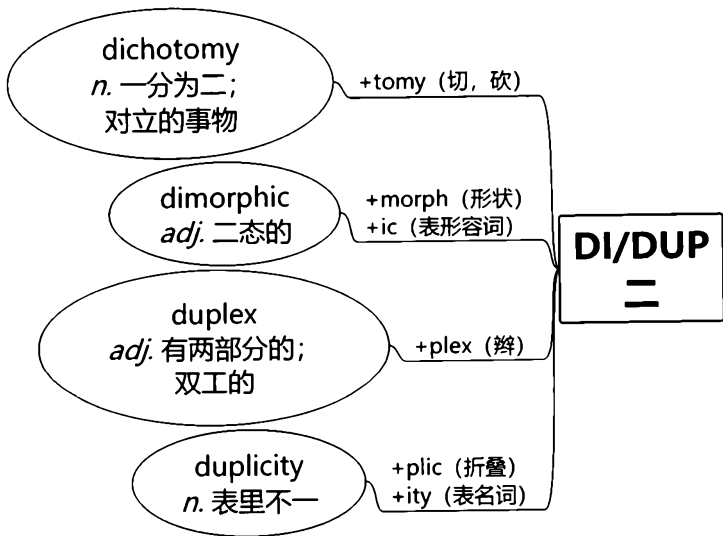 dichotomy
n. 一分为二；
对立的事物
+tomy（切，砍）
dimorphic
adj. 二态的
+morph（形状）
+ic（表形容词）
DI/DUP
二
duplex
adj. 有两部分的；
双工的
+plex（辫）
duplicity
n. 表里不一
+plic（折叠）
+ity（表名词）